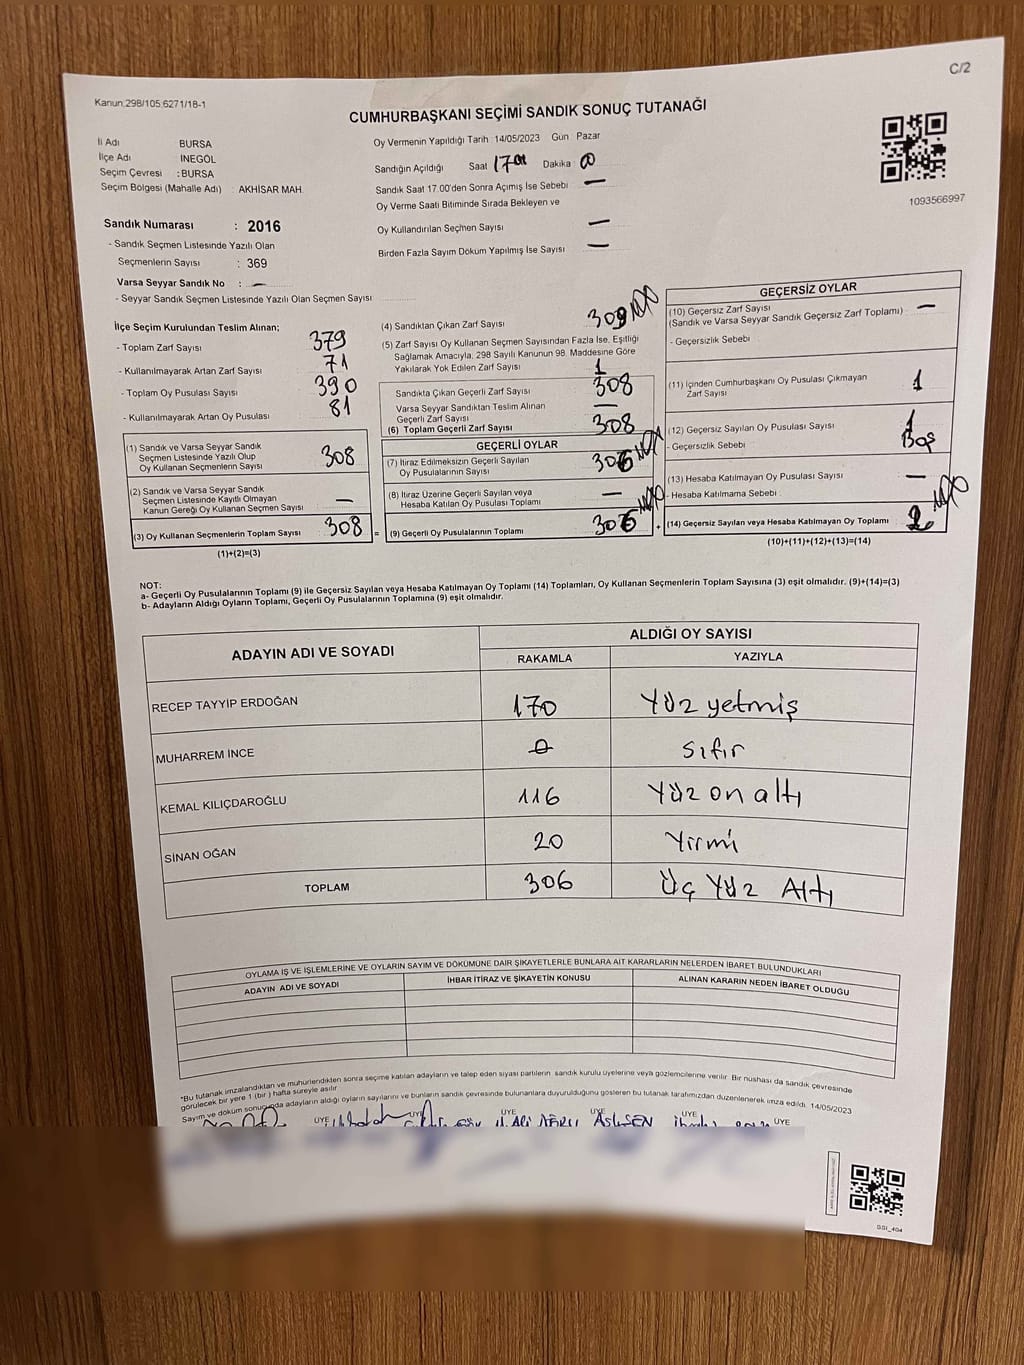 C/2
Kanun:298/105,6271/18-1
CUMHURBAŞKANI SEÇİMİ SANDIK SONUÇ TUTANAĞI
İl Adı BURSA
İlçe Adı İNEGÖL
Seçim Çevresi : BURSA
Seçim Bölgesi (Mahalle Adı) : AKHİSAR MAH.
Oy Vermenin Yapıldığı Tarih : 14/05/2023 Gün Pazar
Sandığın Açıldığı Saat Dakika 00
Sandık Saat 17.00'den Sonra Açımış İse Sebebi —
Oy Verme Saati Bitiminde Sırada Bekleyen ve
Oy Kullandırılan Seçmen Sayısı —
Birden Fazla Sayım Döküm Yapılmış İse Sayısı —
1093566997
Sandık Numarası : 2016
- Sandık Seçmen Listesinde Yazılı Olan
Seçmenlerin Sayısı : 369
Varsa Seyyar Sandık No : —
- Seyyar Sandık Seçmen Listesinde Yazılı Olan Seçmen Sayısı
İlçe Seçim Kurulundan Teslim Alınan;
- Toplam Zarf Sayısı 379
- Kullanılmayarak Artan Zarf Sayısı 71
- Toplam Oy Pusulası Sayısı 390
- Kullanılmayarak Artan Oy Pusulası 81
(1) Sandık ve Varsa Seyyar Sandık
Seçmen Listesinde Yazılı Olup
Oy Kullanan Seçmenlerin Sayısı 308
(2) Sandık ve Varsa Seyyar Sandık
Seçmen Listesinde Kayıtlı Olmayan
Kanun Gereği Oy Kullanan Seçmen Sayısı —
(3) Oy Kullanan Seçmenlerin Toplam Sayısı 308 =
(1)+(2)=(3)
(4) Sandıktan Çıkan Zarf Sayısı 309
(5) Zarf Sayısı Oy Kullanan Seçmen Sayısından Fazla İse, Eşitliği
Sağlamak Amacıyla, 298 Sayılı Kanunun 98. Maddesine Göre
Yakılarak Yok Edilen Zarf Sayısı 1
Sandıkta Çıkan Geçerli Zarf Sayısı 308
Varsa Seyyar Sandıktan Teslim Alınan
Geçerli Zarf Sayısı —
(6) Toplam Geçerli Zarf Sayısı 308
GEÇERLİ OYLAR
(7) İtiraz Edilmeksizin Geçerli Sayılan
Oy Pusulalarının Sayısı 306
(8) İtiraz Üzerine Geçerli Sayılan veya
Hesaba Katılan Oy Pusulası Toplamı —
(9) Geçerli Oy Pusulalarının Toplamı 306 +
GEÇERSİZ OYLAR
(10) Geçersiz Zarf Sayısı —
(Sandık ve Varsa Seyyar Sandık Geçersiz Zarf Toplamı)
- Geçersizlik Sebebi
(11) İçinden Cumhurbaşkanı Oy Pusulası Çıkmayan
Zarf Sayısı 1
(12) Geçersiz Sayılan Oy Pusulası Sayısı 1
- Geçersizlik Sebebi Boş
(13) Hesaba Katılmayan Oy Pusulası Sayısı —
- Hesaba Katılmama Sebebi
(14) Geçersiz Sayılan veya Hesaba Katılmayan Oy Toplamı 2
(10)+(11)+(12)+(13)=(14)
NOT:
a- Geçerli Oy Pusulalarının Toplamı (9) ile Geçersiz Sayılan veya Hesaba Katılmayan Oy Toplamı (14) Toplamları, Oy Kullanan Seçmenlerin Toplam Sayısına (3) eşit olmalıdır. (9)+(14)=(3)
b- Adayların Aldığı Oyların Toplamı, Geçerli Oy Pusulalarının Toplamına (9) eşit olmalıdır.
ADAYIN ADI VE SOYADI ALDIĞI OY SAYISI
RAKAMLA YAZIYLA
RECEP TAYYİP ERDOĞAN 170 Yüz yetmiş
MUHARREM İNCE 0 sıfır
KEMAL KILIÇDAROĞLU 116 Yüz on altı
SİNAN OĞAN 20 Yirmi
TOPLAM 306 Üç Yüz Altı
OYLAMA İŞ VE İŞLEMLERİNE VE OYLARIN SAYIM VE DÖKÜMÜNE DAİR ŞİKAYETLERLE BUNLARA AİT KARARLARIN NELERDEN İBARET BULUNDUKLARI
ADAYIN ADI VE SOYADI İHBAR İTİRAZ VE ŞİKAYETİN KONUSU ALINAN KARARIN NEDEN İBARET OLDUĞU
*Bu tutanak imzalandıktan ve mühürlendikten sonra seçime katılan adayların ve talep eden siyasi partilerin sandık kurulu üyelerine veya gözlemcilerine verilir. Bir nüshası da sandık çevresinde
görülecek bir yere 1 (bir) hafta süreyle asılır.
Sayım ve döküm sonucunda adayların aldığı oyların sayılarını ve bunların sandık çevresinde bulunanlara duyurulduğunu gösteren bu tutanak tarafımızdan düzenlenerek imza edildi. 14/05/2023
ÜYE ÜYE ÜYE ÜYE ÜYE ÜYE